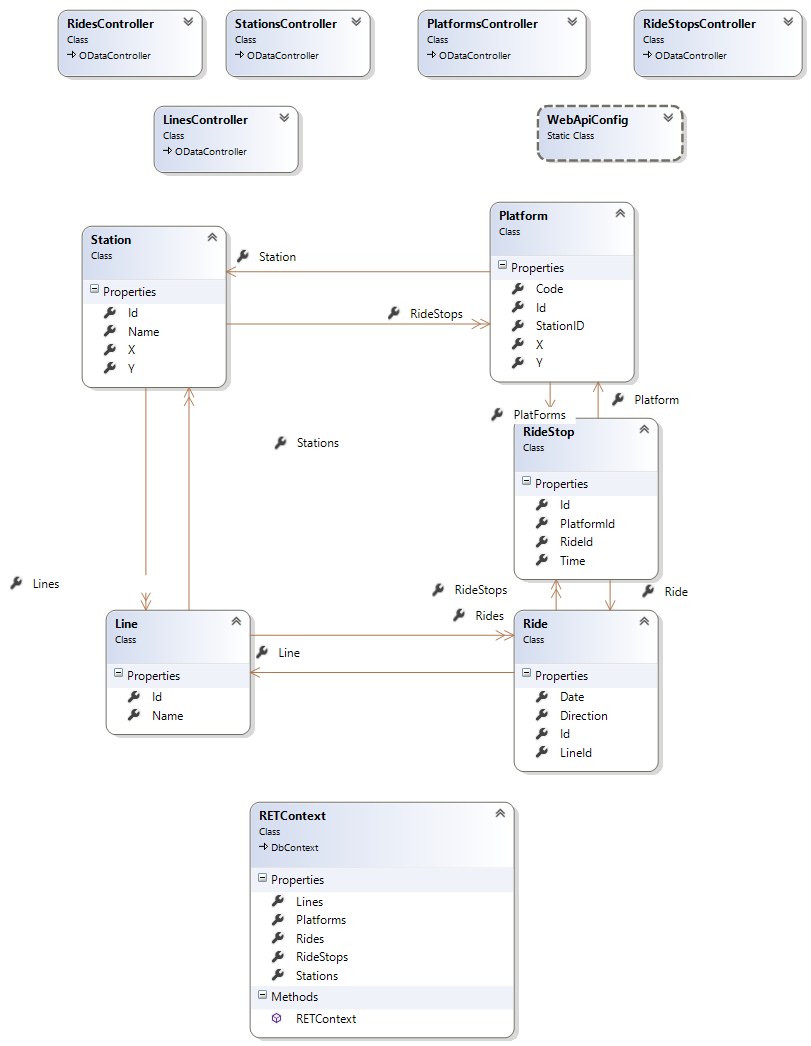 RidesController
Class
ODataController
StationsController
Class
ODataController
PlatformsController
Class
ODataController
RideStopsController
Class
ODataController
LinesController
Class
ODataController
WebApiConfig
Static Class
Station
Class
Properties
Id
Name
X
Y
Station
RideStops
Platform
Class
Properties
Code
Id
StationID
X
Y
PlatForms
Platform
Stations
RideStop
Class
Properties
Id
PlatformId
RideId
Time
Lines
RideStops
Ride
Rides
Line
Line
Class
Properties
Id
Name
Ride
Class
Properties
Date
Direction
Id
LineId
RETContext
Class
DbContext
Properties
Lines
Platforms
Rides
RideStops
Stations
Methods
RETContext